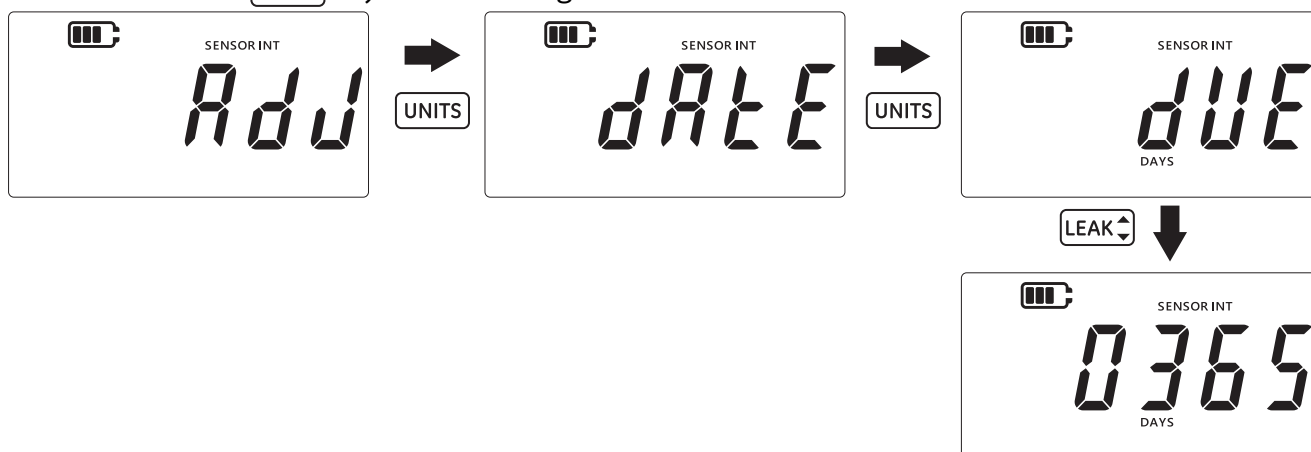 SENSOR INT
AdJ
UNITS
SENSOR INT
dAtE
UNITS
SENSOR INT
dUE
DAYS
LEAK
SENSOR INT
0365
DAYS